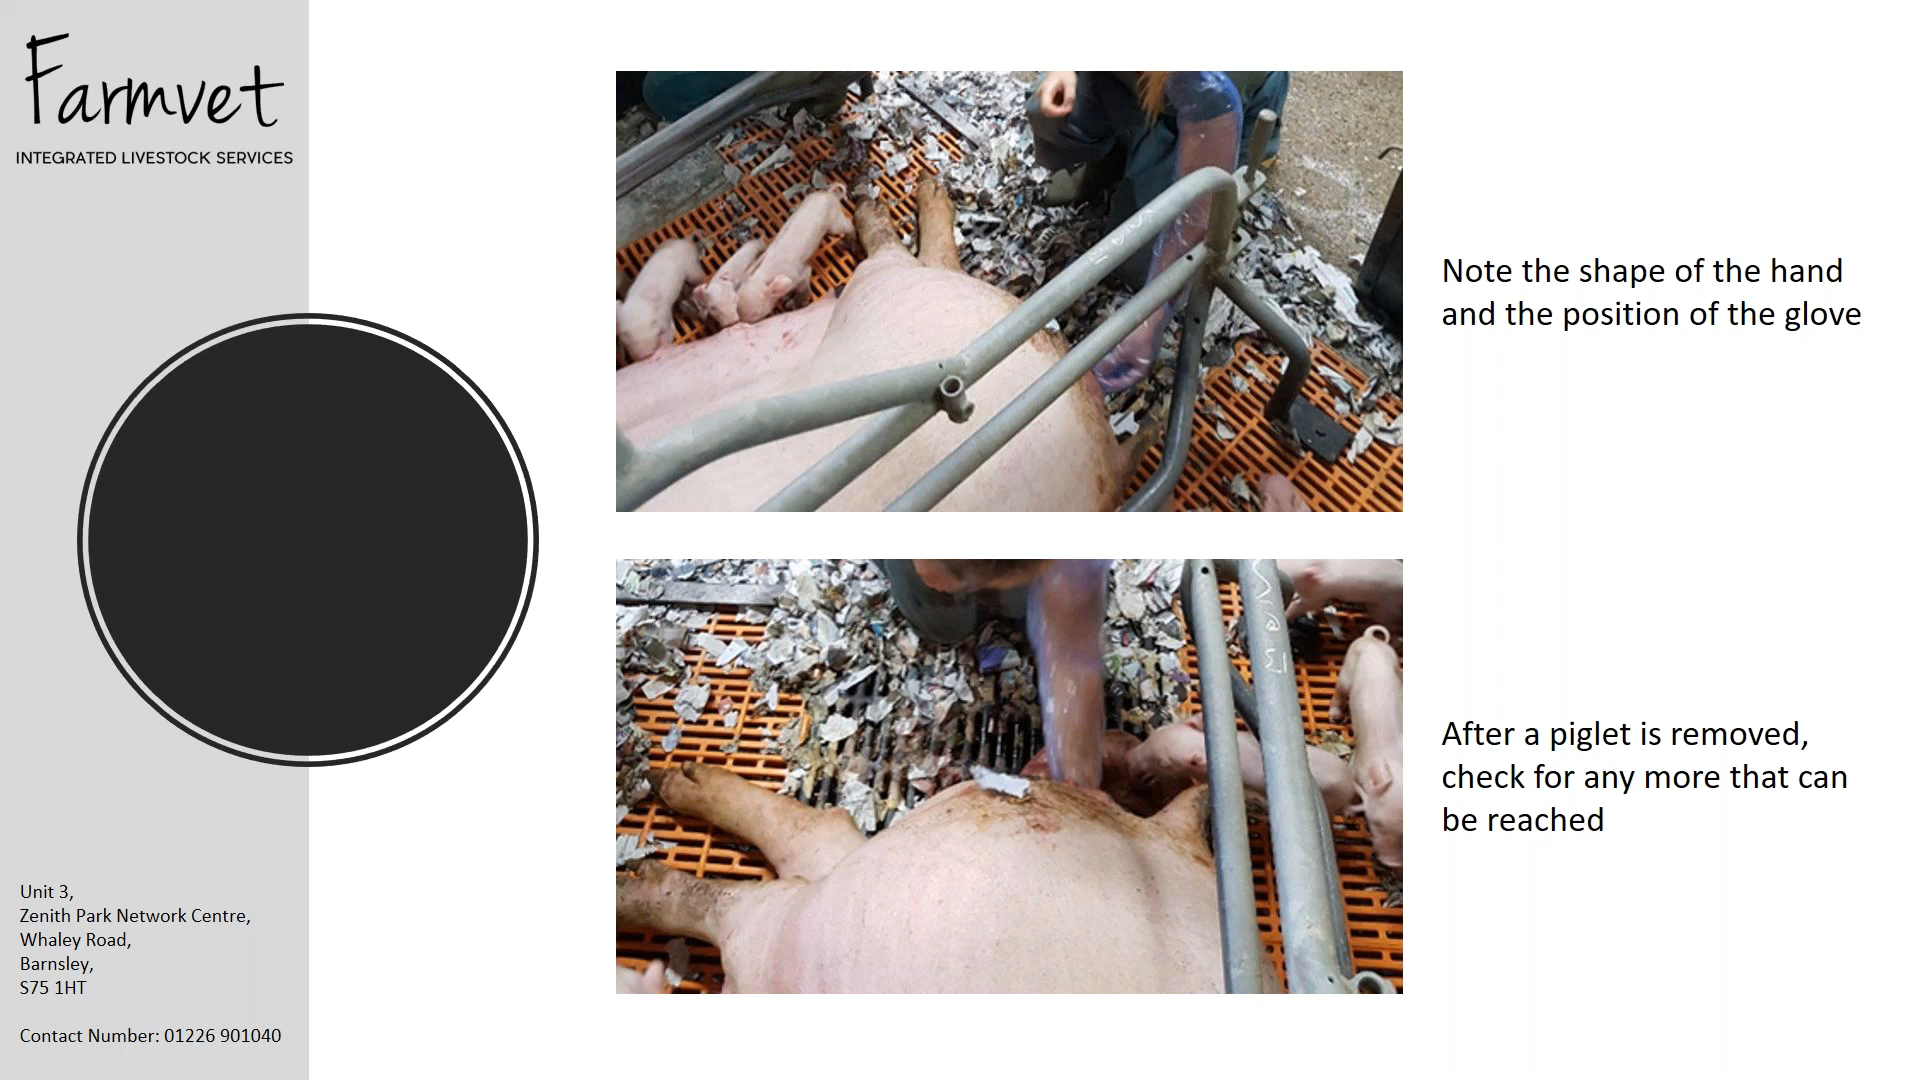 Farmvet
INTEGRATED LIVESTOCK SERVICES
Note the shape of the hand
and the position of the glove
After a piglet is removed,
check for any more that can
be reached
Unit 3,
Zenith Park Network Centre,
Whaley Road,
Barnsley,
S75 1HT
Contact Number: 01226 901040